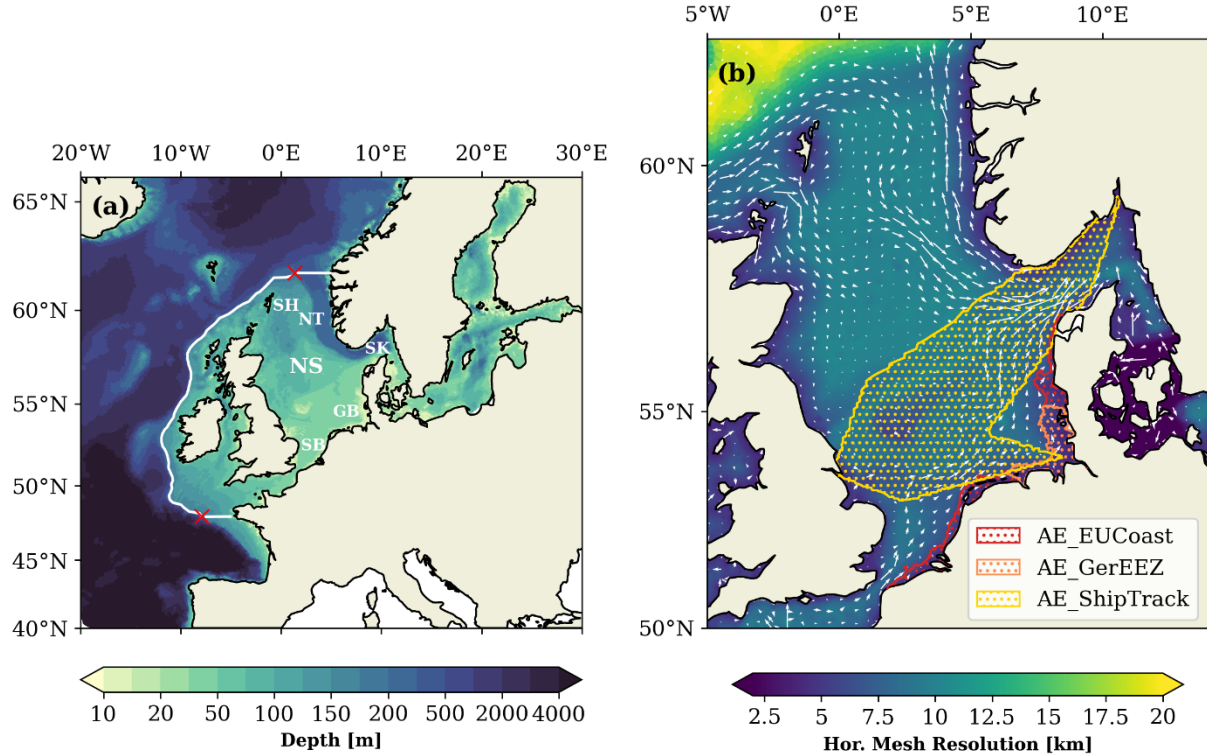 20°W 10°W 0°E 10°E 20°E 30°E
65°N
60°N
55°N
50°N
45°N
40°N
(a)
SH
NT
SK
NS
GB
SB
10 20 50 100 150 200 500 2000 4000
Depth [m]
5°W 0°E 5°E 10°E
60°N
55°N
50°N
(b)
AE_EUCoast
AE_GerEEZ
AE_ShipTrack
2.5 5 7.5 10 12.5 15 17.5 20
Hor. Mesh Resolution [km]